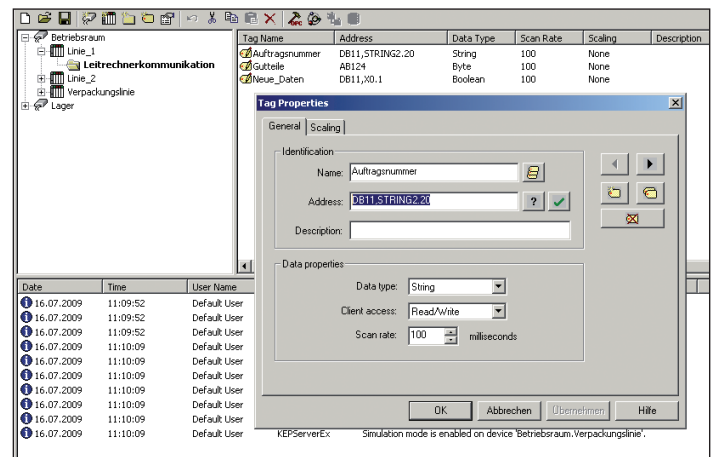 Betriebsraum
Linie_1
Leitrechnerkommunikation
Linie_2
Verpackungslinie
Lager
Tag Name Address Data Type Scan Rate Scaling Description
Auftragsnummer DB11,STRING2.20 String 100 None
Gutteile AB124 Byte 100 None
Neue_Daten DB11,X0.1 Boolean 100 None
Tag Properties
General Scaling
Identification
Name: Auftragsnummer
Address: DB11,STRING2.20 ?
Description:
Data properties
Data type: String
Client access: Read/Write
Scan rate: 100 milliseconds
OK Abbrechen Übernehmen Hilfe
Date Time User Name
16.07.2009 11:09:52 Default User
16.07.2009 11:09:52 Default User
16.07.2009 11:09:52 Default User
16.07.2009 11:10:09 Default User
16.07.2009 11:10:09 Default User
16.07.2009 11:10:09 Default User
16.07.2009 11:10:09 Default User
16.07.2009 11:10:09 Default User
16.07.2009 11:10:09 Default User
16.07.2009 11:10:09 Default User KEPServerEx Simulation mode is enabled on device 'Betriebsraum.Verpackungslinie'.